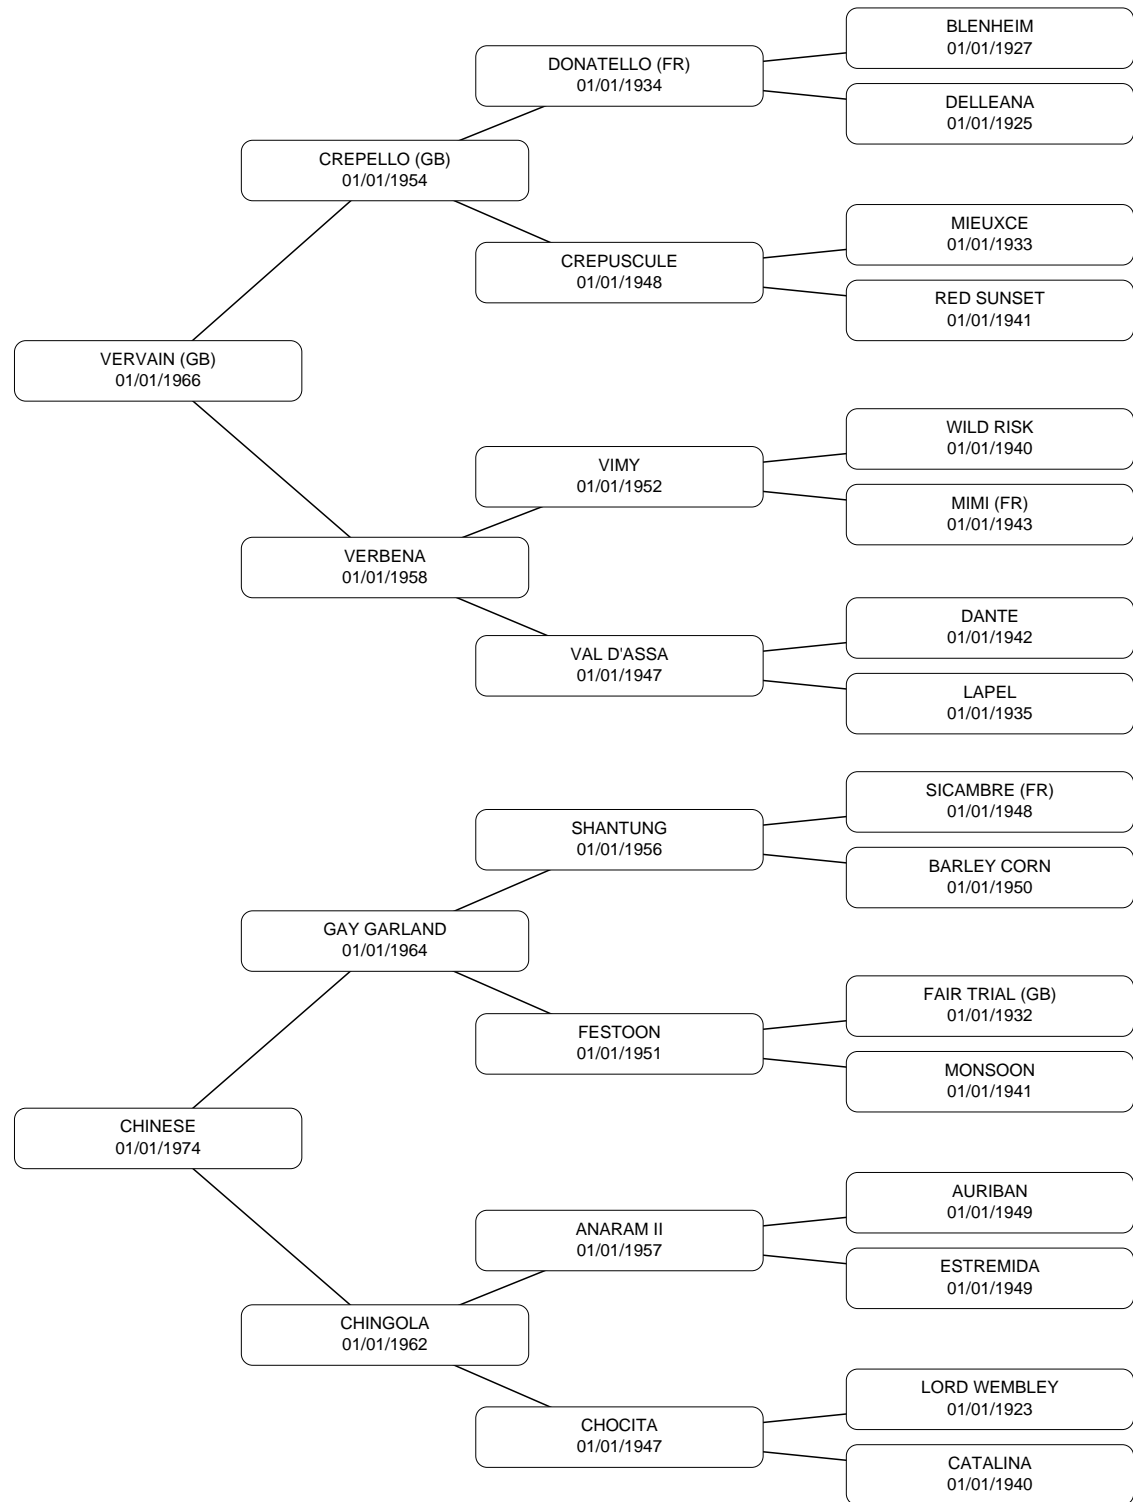 BLENHEIM
01/01/1927
DONATELLO (FR)
01/01/1934
DELLEANA
01/01/1925
CREPELLO (GB)
01/01/1954
MIEUXCE
01/01/1933
CREPUSCULE
01/01/1948
RED SUNSET
01/01/1941
VERVAIN (GB)
01/01/1966
WILD RISK
01/01/1940
VIMY
01/01/1952
MIMI (FR)
01/01/1943
VERBENA
01/01/1958
DANTE
01/01/1942
VAL D'ASSA
01/01/1947
LAPEL
01/01/1935
SICAMBRE (FR)
01/01/1948
SHANTUNG
01/01/1956
BARLEY CORN
01/01/1950
GAY GARLAND
01/01/1964
FAIR TRIAL (GB)
01/01/1932
FESTOON
01/01/1951
MONSOON
01/01/1941
CHINESE
01/01/1974
AURIBAN
01/01/1949
ANARAM II
01/01/1957
ESTREMIDA
01/01/1949
CHINGOLA
01/01/1962
LORD WEMBLEY
01/01/1923
CHOCITA
01/01/1947
CATALINA
01/01/1940